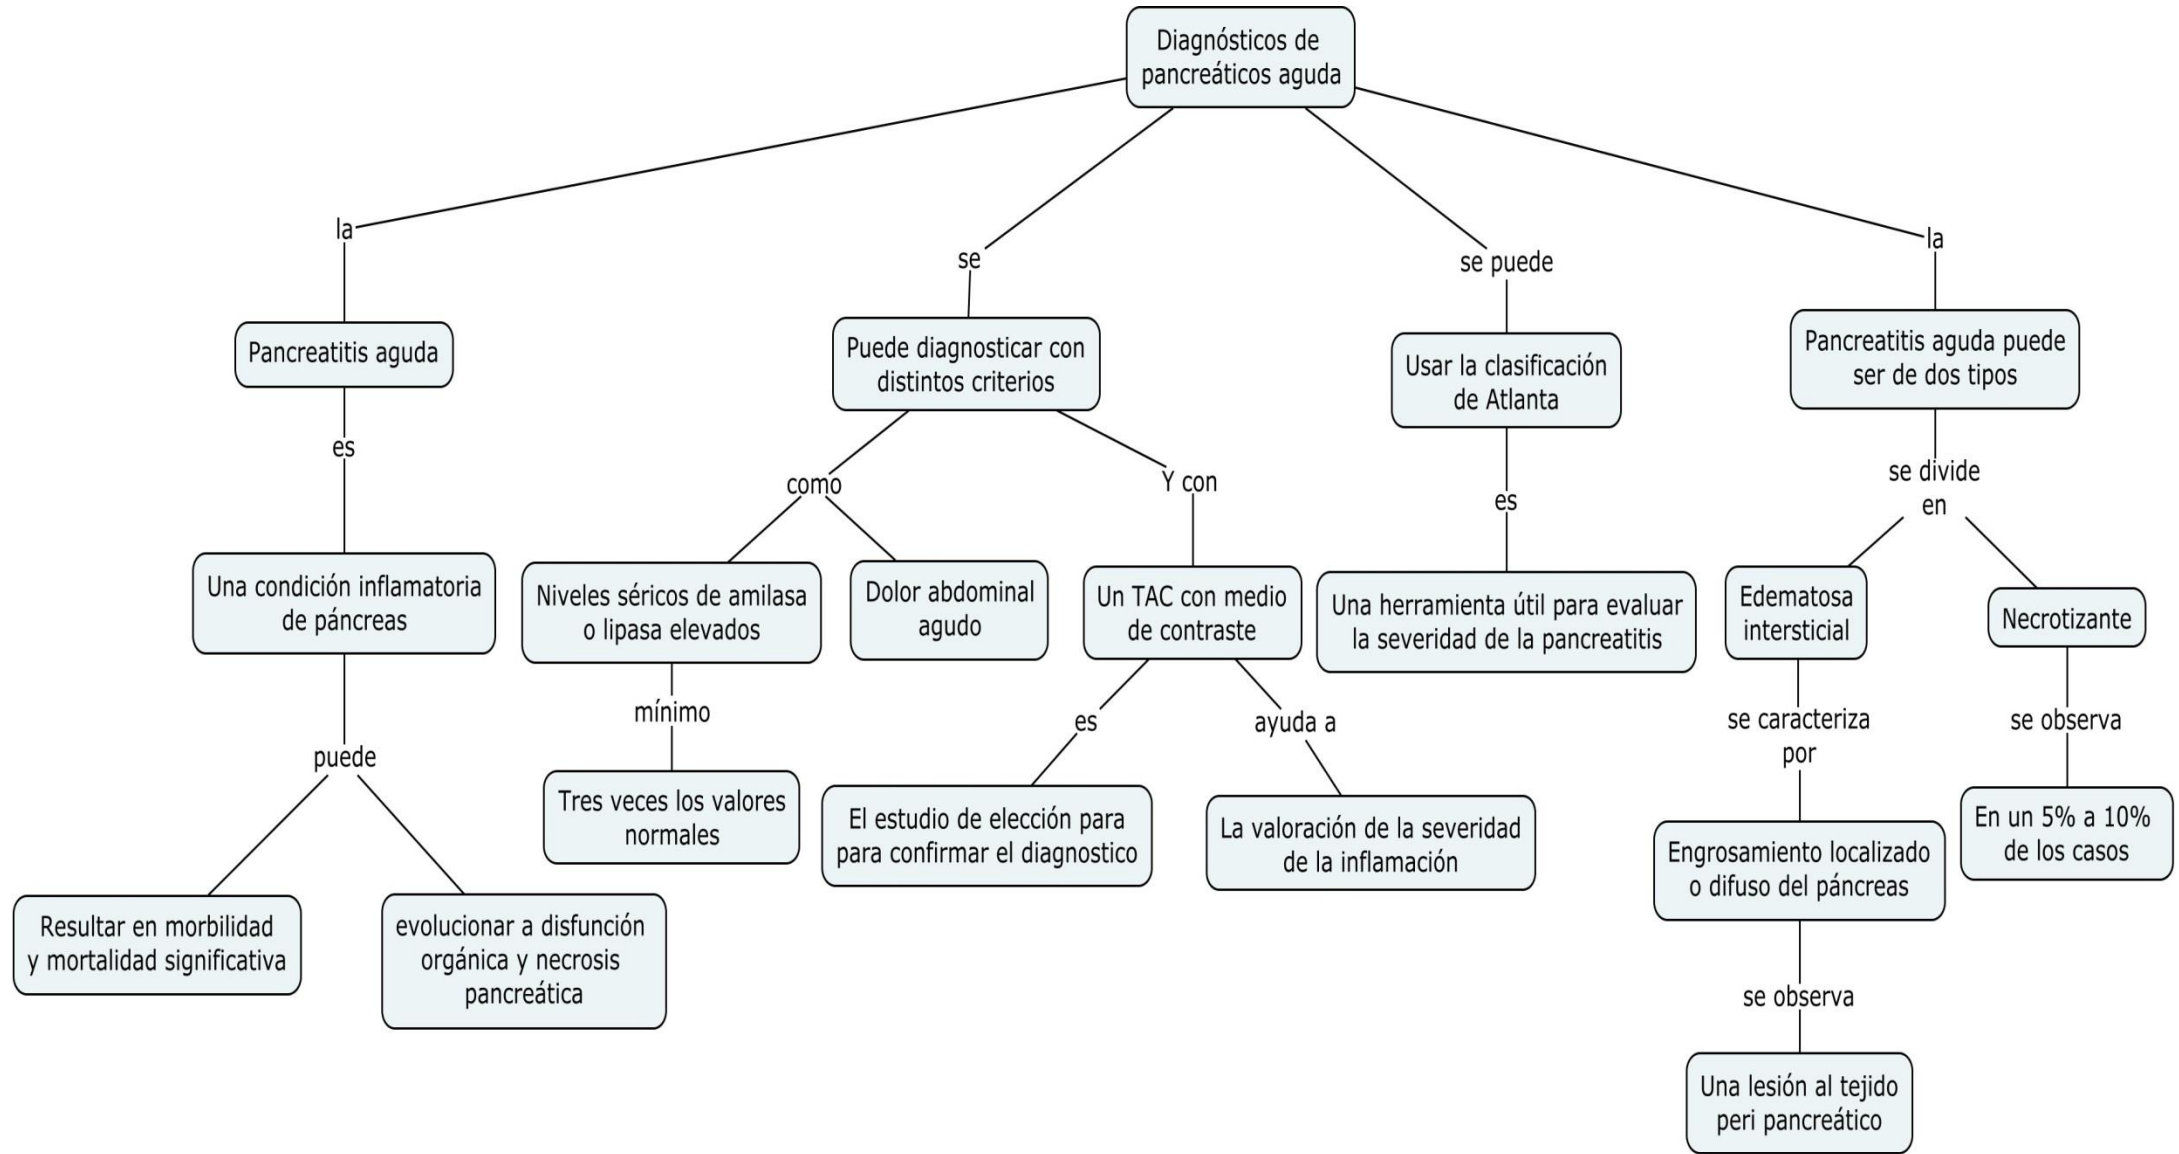 Diagnósticos de
pancreáticos aguda
la
Pancreatitis aguda
es
Una condición inflamatoria
de páncreas
puede
Resultar en morbilidad
y mortalidad significativa
evolucionar a disfunción
orgánica y necrosis
pancreática
se
Puede diagnosticar con
distintos criterios
como
Niveles séricos de amilasa
o lipasa elevados
mínimo
Tres veces los valores
normales
Dolor abdominal
agudo
Y con
Un TAC con medio
de contraste
es
El estudio de elección para
para confirmar el diagnostico
ayuda a
La valoración de la severidad
de la inflamación
se puede
Usar la clasificación
de Atlanta
es
Una herramienta útil para evaluar
la severidad de la pancreatitis
la
Pancreatitis aguda puede
ser de dos tipos
se divide
en
Edematosa
intersticial
se caracteriza
por
Engrosamiento localizado
o difuso del páncreas
se observa
Una lesión al tejido
peri pancreático
Necrotizante
se observa
En un 5% a 10%
de los casos